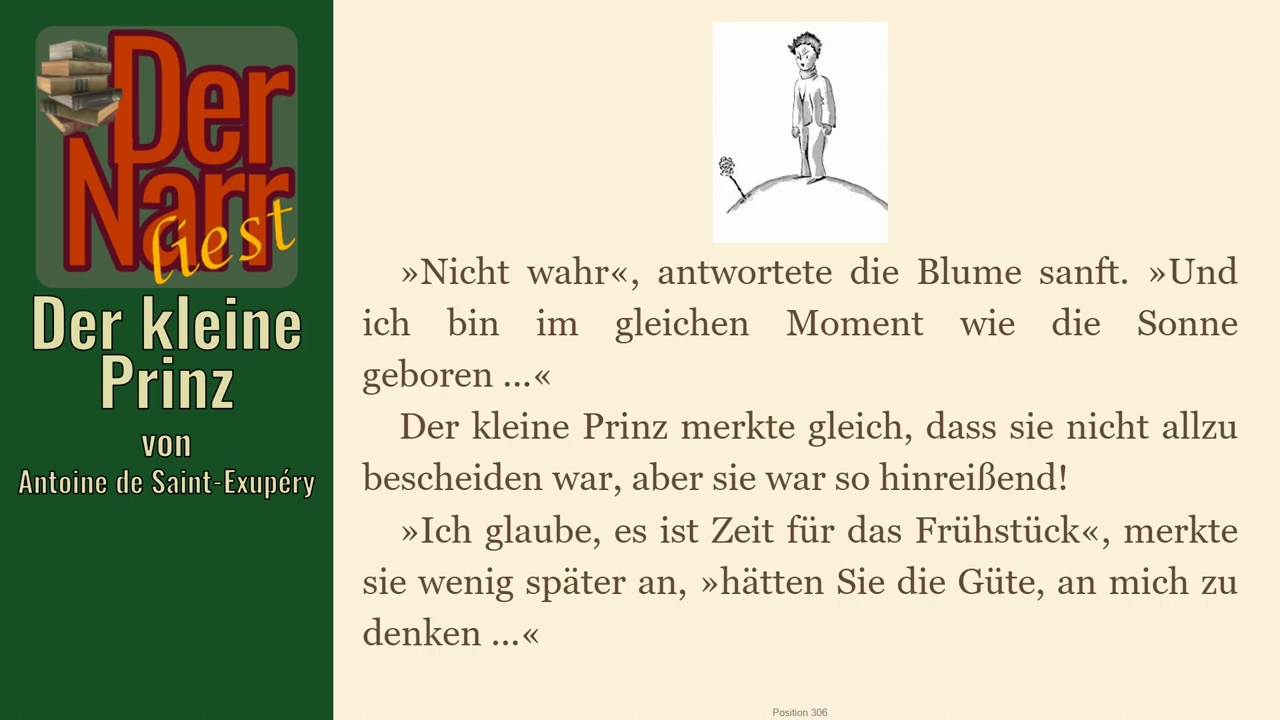 Der
Narr
liest
Der kleine
Prinz
von
Antoine de Saint-Exupéry
»Nicht wahr«, antwortete die Blume sanft. »Und
ich bin im gleichen Moment wie die Sonne
geboren ...«
Der kleine Prinz merkte gleich, dass sie nicht allzu
bescheiden war, aber sie war so hinreißend!
»Ich glaube, es ist Zeit für das Frühstück«, merkte
sie wenig später an, »hätten Sie die Güte, an mich zu
denken ...«
Position 306